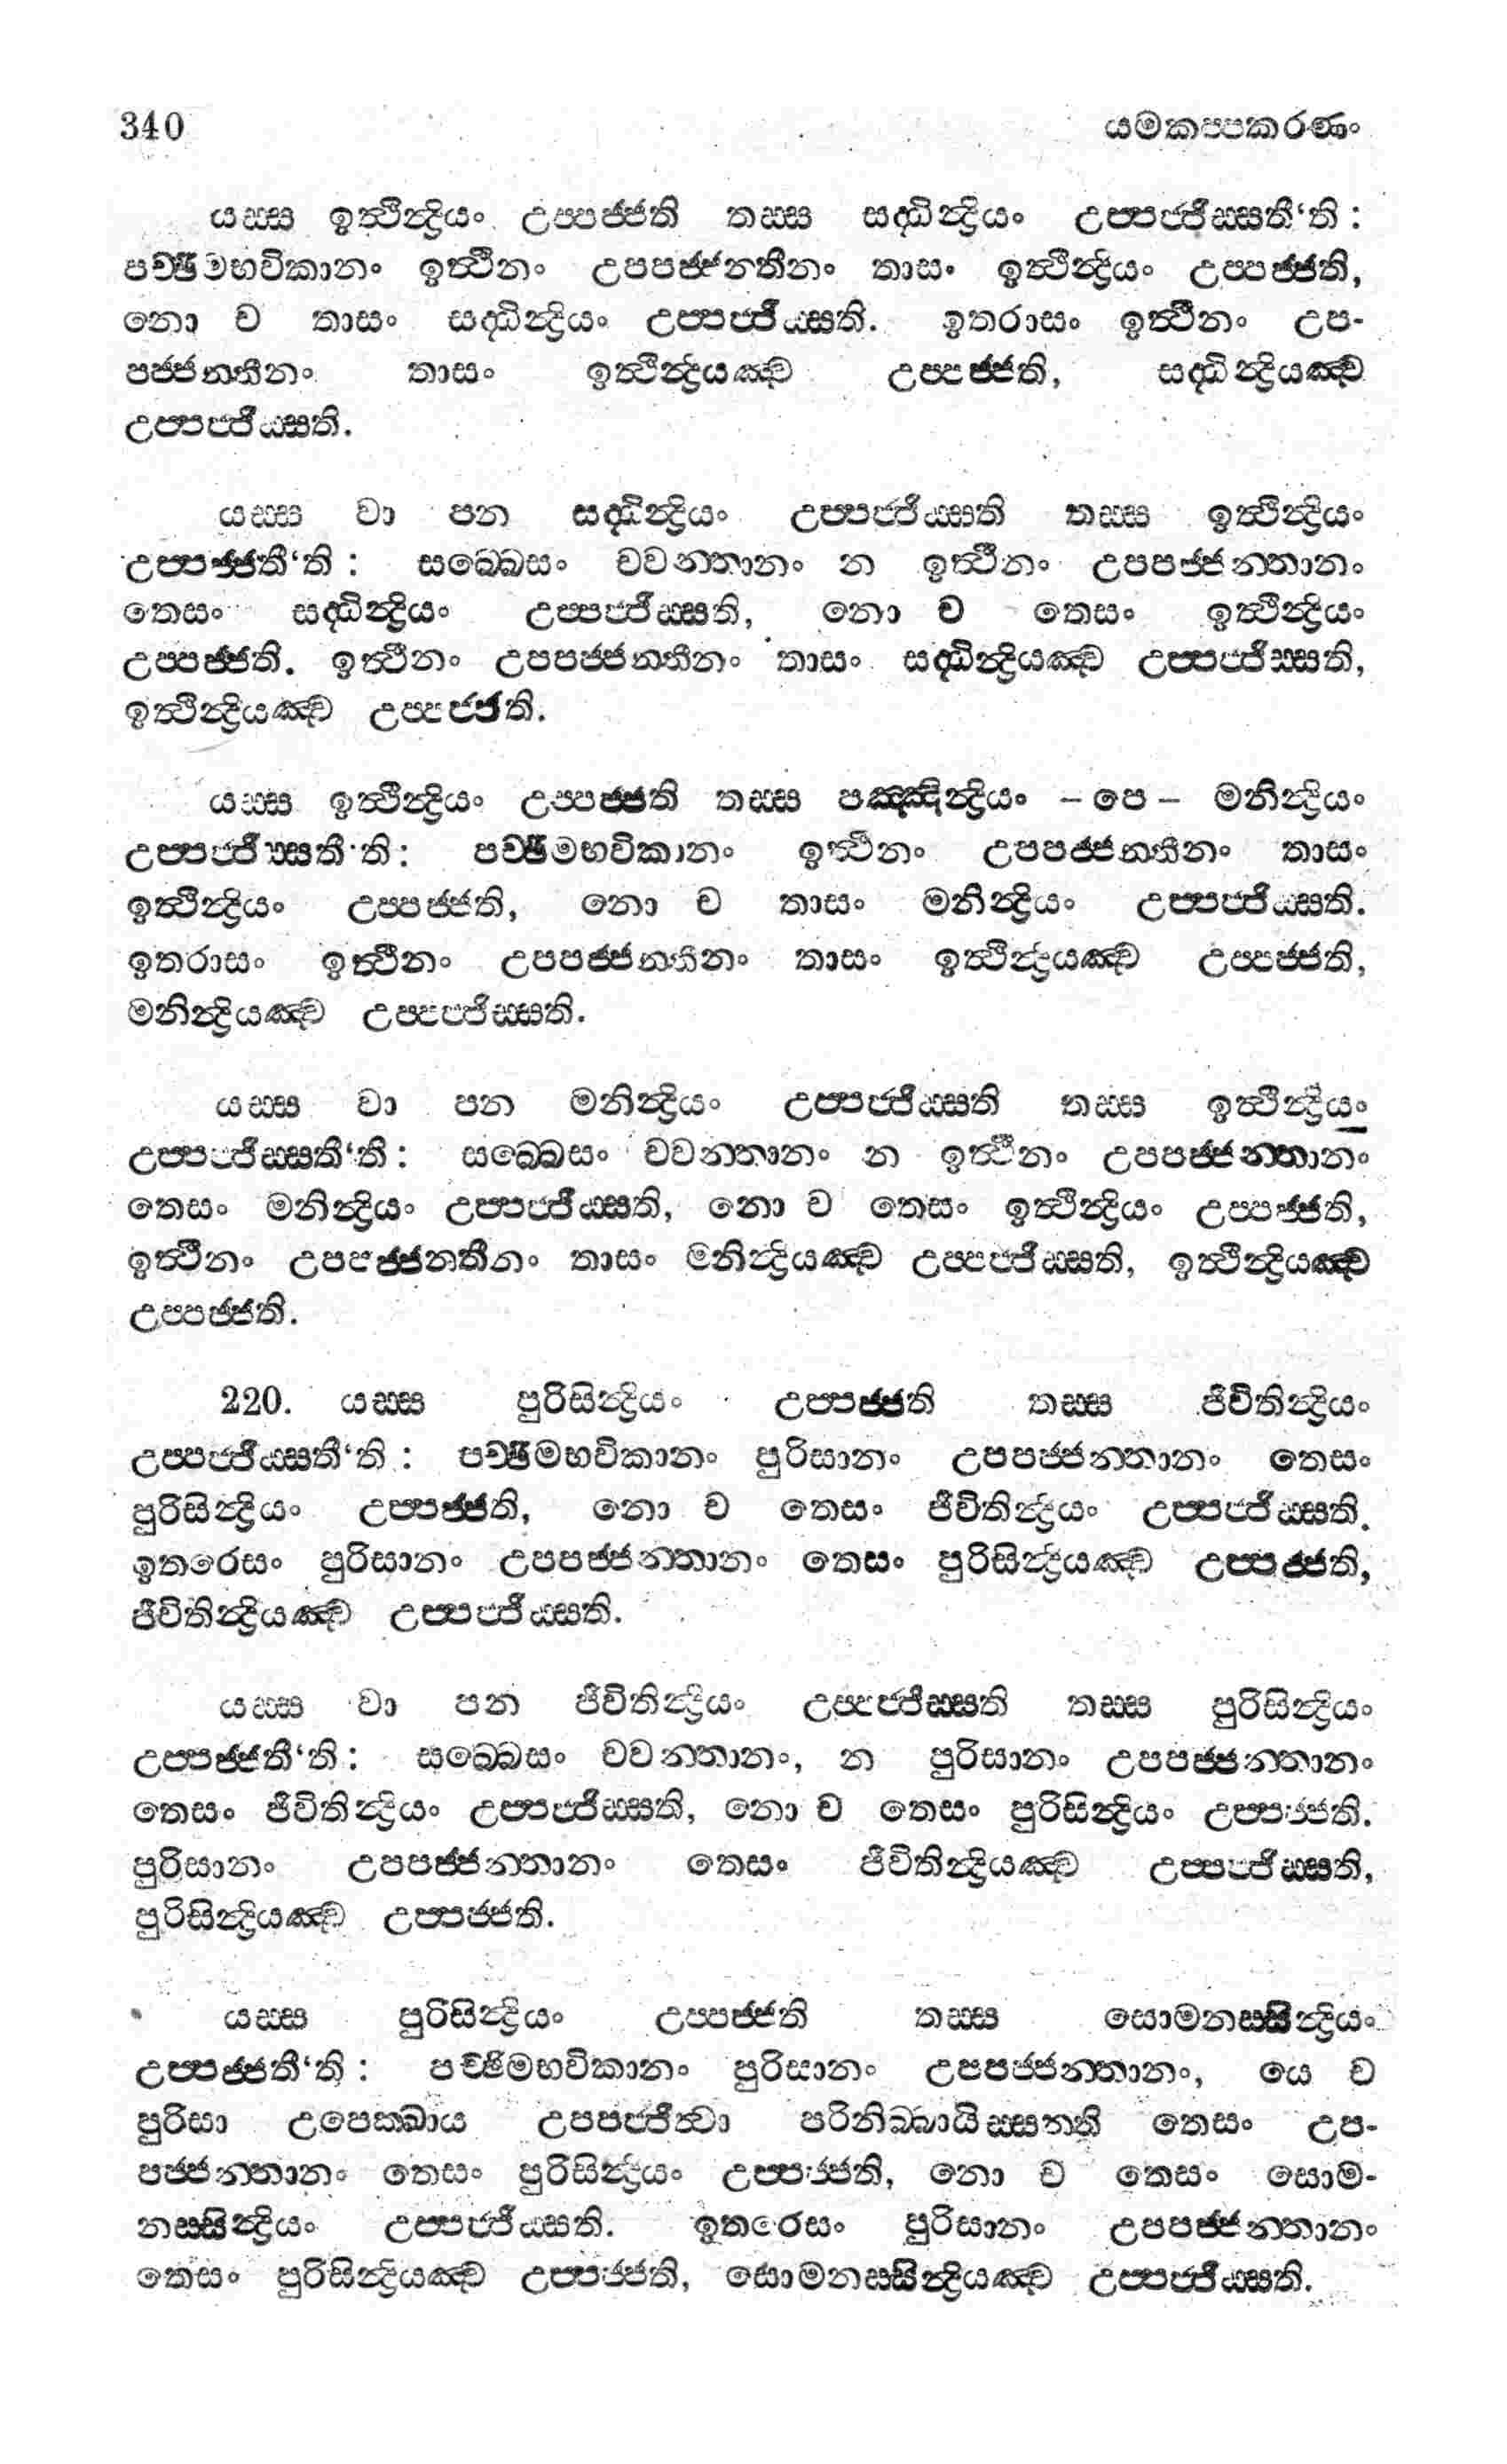 340 යමකප්පකරණං
යස්ස ඉත්ථින්ද්‍රියං උප්පජ්ජති තස්ස සද්ධින්ද්‍රියං උප්පජ්ජිස්සතී‘ති :
පච්ඡිමභවිකානං ඉත්ථීනං උපපජ්ජන්තීනං තාසං ඉත්ථින්ද්‍රියං උප්පජ්ජති,
නො ච තාසං සද්ධින්ද්‍රියං උප්පජ්ජිස්සති. ඉතරාසං ඉත්ථීනං උප-
පජ්ජන්තීනං තාසං ඉත්ථින්ද්‍රියඤ්ච උප්පජ්ජති, සද්ධින්ද්‍රියඤ්ච
උප්පජ්ජිස්සති.
යස්ස වා පන සද්ධින්ද්‍රියං උප්පජ්ජිස්සති තස්ස ඉත්ථින්ද්‍රියං
උප්පජ්ජතී‘ති : සබ්බෙසං චවන්තානං න ඉත්ථීනං උපපජ්ජන්තානං
තෙසං සද්ධින්ද්‍රියං උප්පජ්ජිස්සති, නො ච තෙසං ඉත්ථින්ද්‍රියං
උප්පජ්ජති. ඉත්ථීනං උපපජ්ජන්තීනං තාසං සද්ධින්ද්‍රියඤ්ච උප්පජ්ජිස්සති,
ඉත්ථින්ද්‍රියඤ්ච උප්පජ්ජති.
යස්ස ඉත්ථින්ද්‍රියං උප්පජ්ජති තස්ස පඤ්ඤින්ද්‍රියං – පෙ – මනින්ද්‍රියං
උප්පජ්ජිස්සතී‘ති: පච්ඡිමභවිකානං ඉත්ථීනං උපපජ්ජන්තීනං තාසං
ඉත්ථින්ද්‍රියං උප්පජ්ජති, නො ච තාසං මනින්ද්‍රියං උප්පජ්ජිස්සති.
ඉතරාසං ඉත්ථීනං උපපජ්ජන්තීනං තාසං ඉත්ථින්ද්‍රියඤ්ච උප්පජ්ජති,
මනින්ද්‍රියඤ්ච උප්පජ්ජිස්සති.
යස්ස වා පන මනින්ද්‍රියං උප්පජ්ජිස්සති තස්ස ඉත්ථින්ද්‍රියං
උප්පජ්ජිස්සතී‘ති: සබ්බෙසං චවන්තානං න ඉත්ථීනං උපපජ්ජන්තානං
තෙසං මනින්ද්‍රියං උප්පජ්ජිස්සති, නො ච තෙසං ඉත්ථින්ද්‍රියං උප්පජ්ජති,
ඉත්ථීනං උපපජ්ජන්තීනං තාසං මනින්ද්‍රියඤ්ච උප්පජ්ජිස්සති, ඉත්ථින්ද්‍රියඤ්ච
උප්පජ්ජති.
220. යස්ස පුරිසින්ද්‍රියං උප්පජ්ජති තස්ස ජීවිතින්ද්‍රියං
උප්පජ්ජිස්සතී‘ති : පච්ඡිමභවිකානං පුරිසානං උපපජ්ජන්තානං තෙසං
පුරිසින්ද්‍රියං උප්පජ්ජති, නො ච තෙසං ජීවිතින්ද්‍රියං උප්පජ්ජිස්සති.
ඉතරෙසං පුරිසානං උපපජ්ජන්තානං තෙසං පුරිසින්ද්‍රියඤ්ච උප්පජ්ජති,
ජීවිතින්ද්‍රියඤ්ච උප්පජ්ජිස්සති.
යස්ස වා පන ජීවිතින්ද්‍රියං උප්පජ්ජිස්සති තස්ස පුරිසින්ද්‍රියං
උප්පජ්ජතී‘ති: සබ්බෙසං චවන්තානං, න පුරිසානං උපපජ්ජන්තානං
තෙසං ජීවිතින්ද්‍රියං උප්පජ්ජිස්සති, නො ච තෙසං පුරිසින්ද්‍රියං උප්පජ්ජති.
පුරිසානං උපපජ්ජන්තානං තෙසං ජීවිතින්ද්‍රියඤ්ච උප්පජ්ජිස්සති,
පුරිසින්ද්‍රියඤ්ච උප්පජ්ජති.
යස්ස පුරිසින්ද්‍රියං උප්පජ්ජති තස්ස සොමනස්සින්ද්‍රියං
උප්පජ්ජතී‘ති : පච්ඡිමභවිකානං පුරිසානං උපපජ්ජන්තානං, යෙ ච
පුරිසා උපෙක්ඛාය උපපජ්ජිත්වා පරිනිබ්බායිස්සන්ති තෙසං උප-
පජ්ජන්තානං තෙසං පුරිසින්ද්‍රියං උප්පජ්ජති, නො ච තෙසං සොම-
නස්සින්ද්‍රියං උප්පජ්ජිස්සති. ඉතරෙසං පුරිසානං උපපජ්ජන්තානං
තෙසං පුරිසින්ද්‍රියඤ්ච උප්පජ්ජති, සොමනස්සින්ද්‍රියඤ්ච උප්පජ්ජිස්සති.